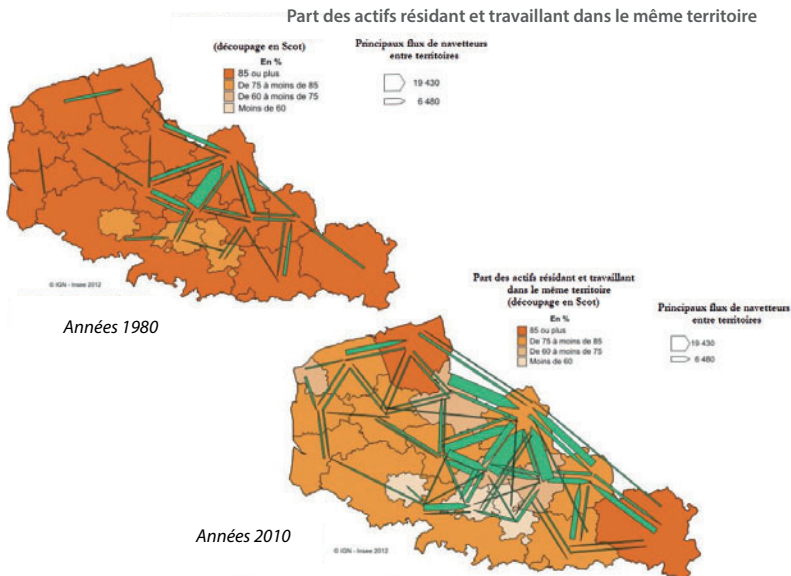 Part des actifs résidant et travaillant dans le même territoire
(découpage en Scot)
En %
85 ou plus
De 75 à moins de 85
De 60 à moins de 75
Moins de 60
Principaux flux de navetteurs
entre territoires
19 430
6 480
© IGN - Insee 2012
Années 1980
Part des actifs résidant et travaillant
dans le même territoire
(découpage en Scot)
En %
85 ou plus
De 75 à moins de 85
De 60 à moins de 75
Moins de 60
Principaux flux de navetteurs
entre territoires
19 430
6 480
Années 2010
© IGN - Insee 2012